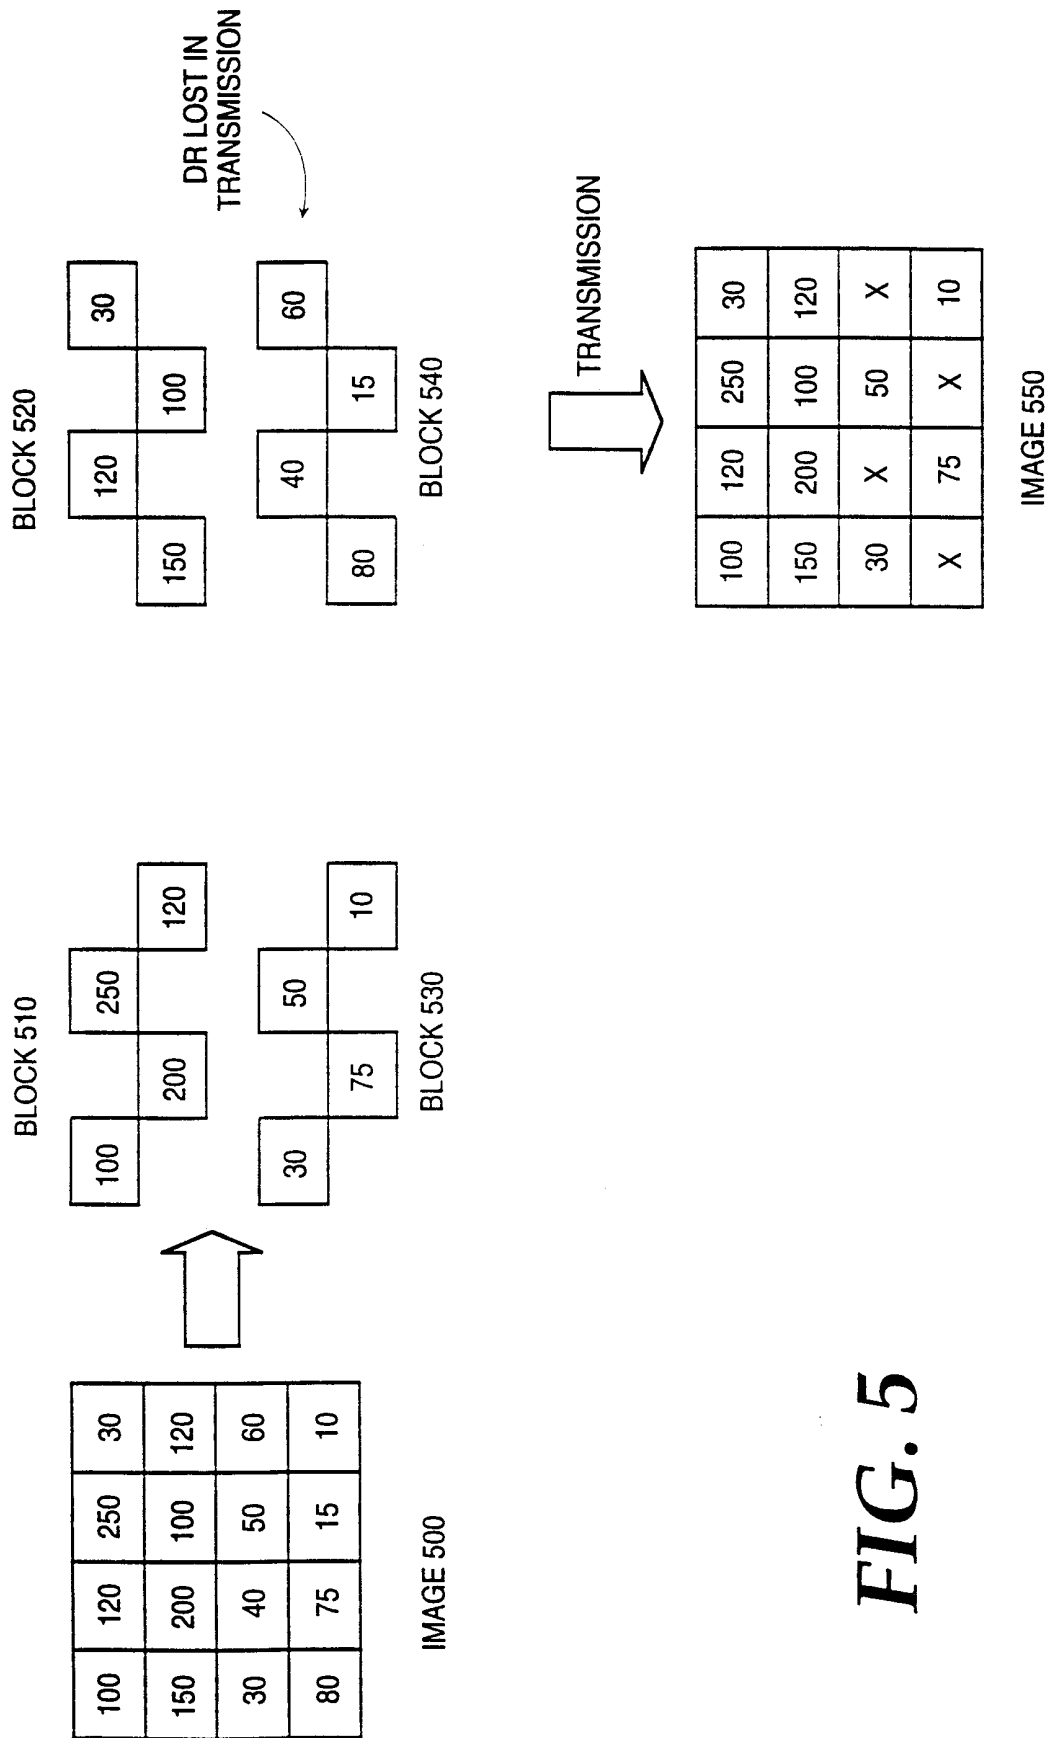 100 120 250 30
150 200 100 120
30 40 50 60
80 75 15 10
IMAGE 500
BLOCK 510
100 250
200 120
30 50
75 10
BLOCK 530
BLOCK 520
120 30
150 100
40 60
80 15
BLOCK 540
DR LOST IN
TRANSMISSION
TRANSMISSION
100 120 250 30
150 200 100 120
30 X 50 X
X 75 X 10
IMAGE 550
FIG. 5